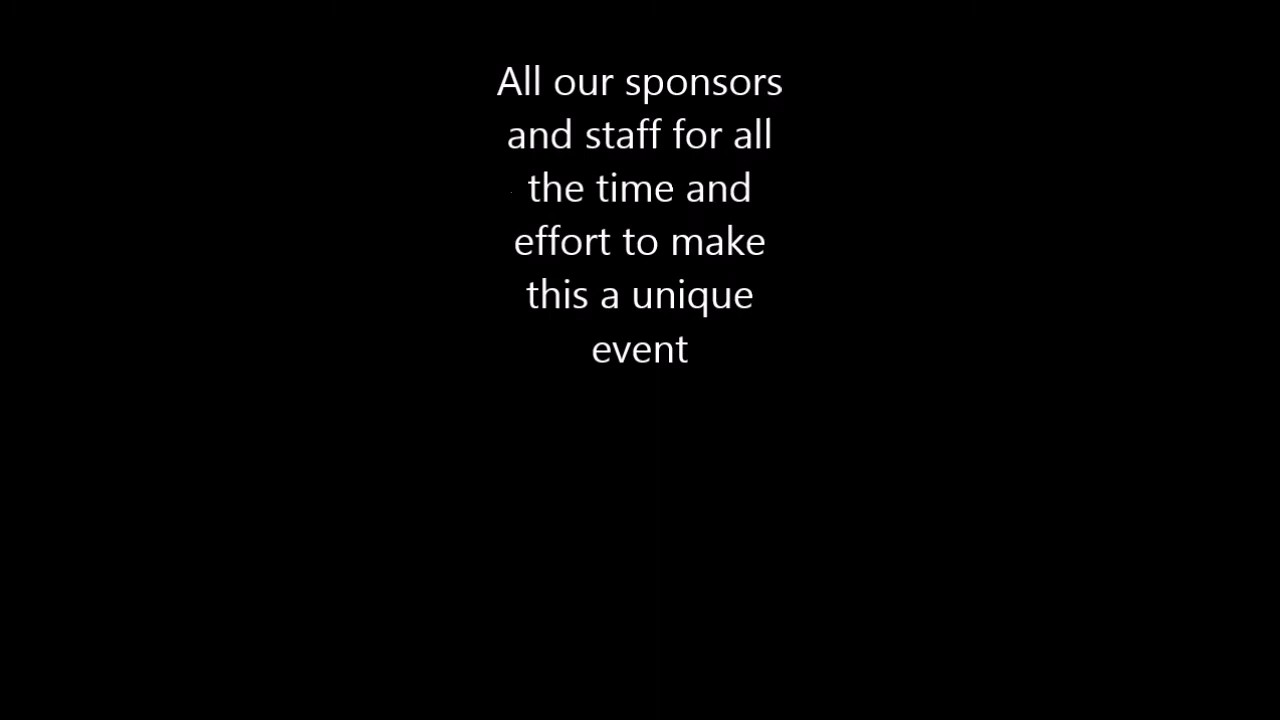 All our sponsors
and staff for all
the time and
effort to make
this a unique
event